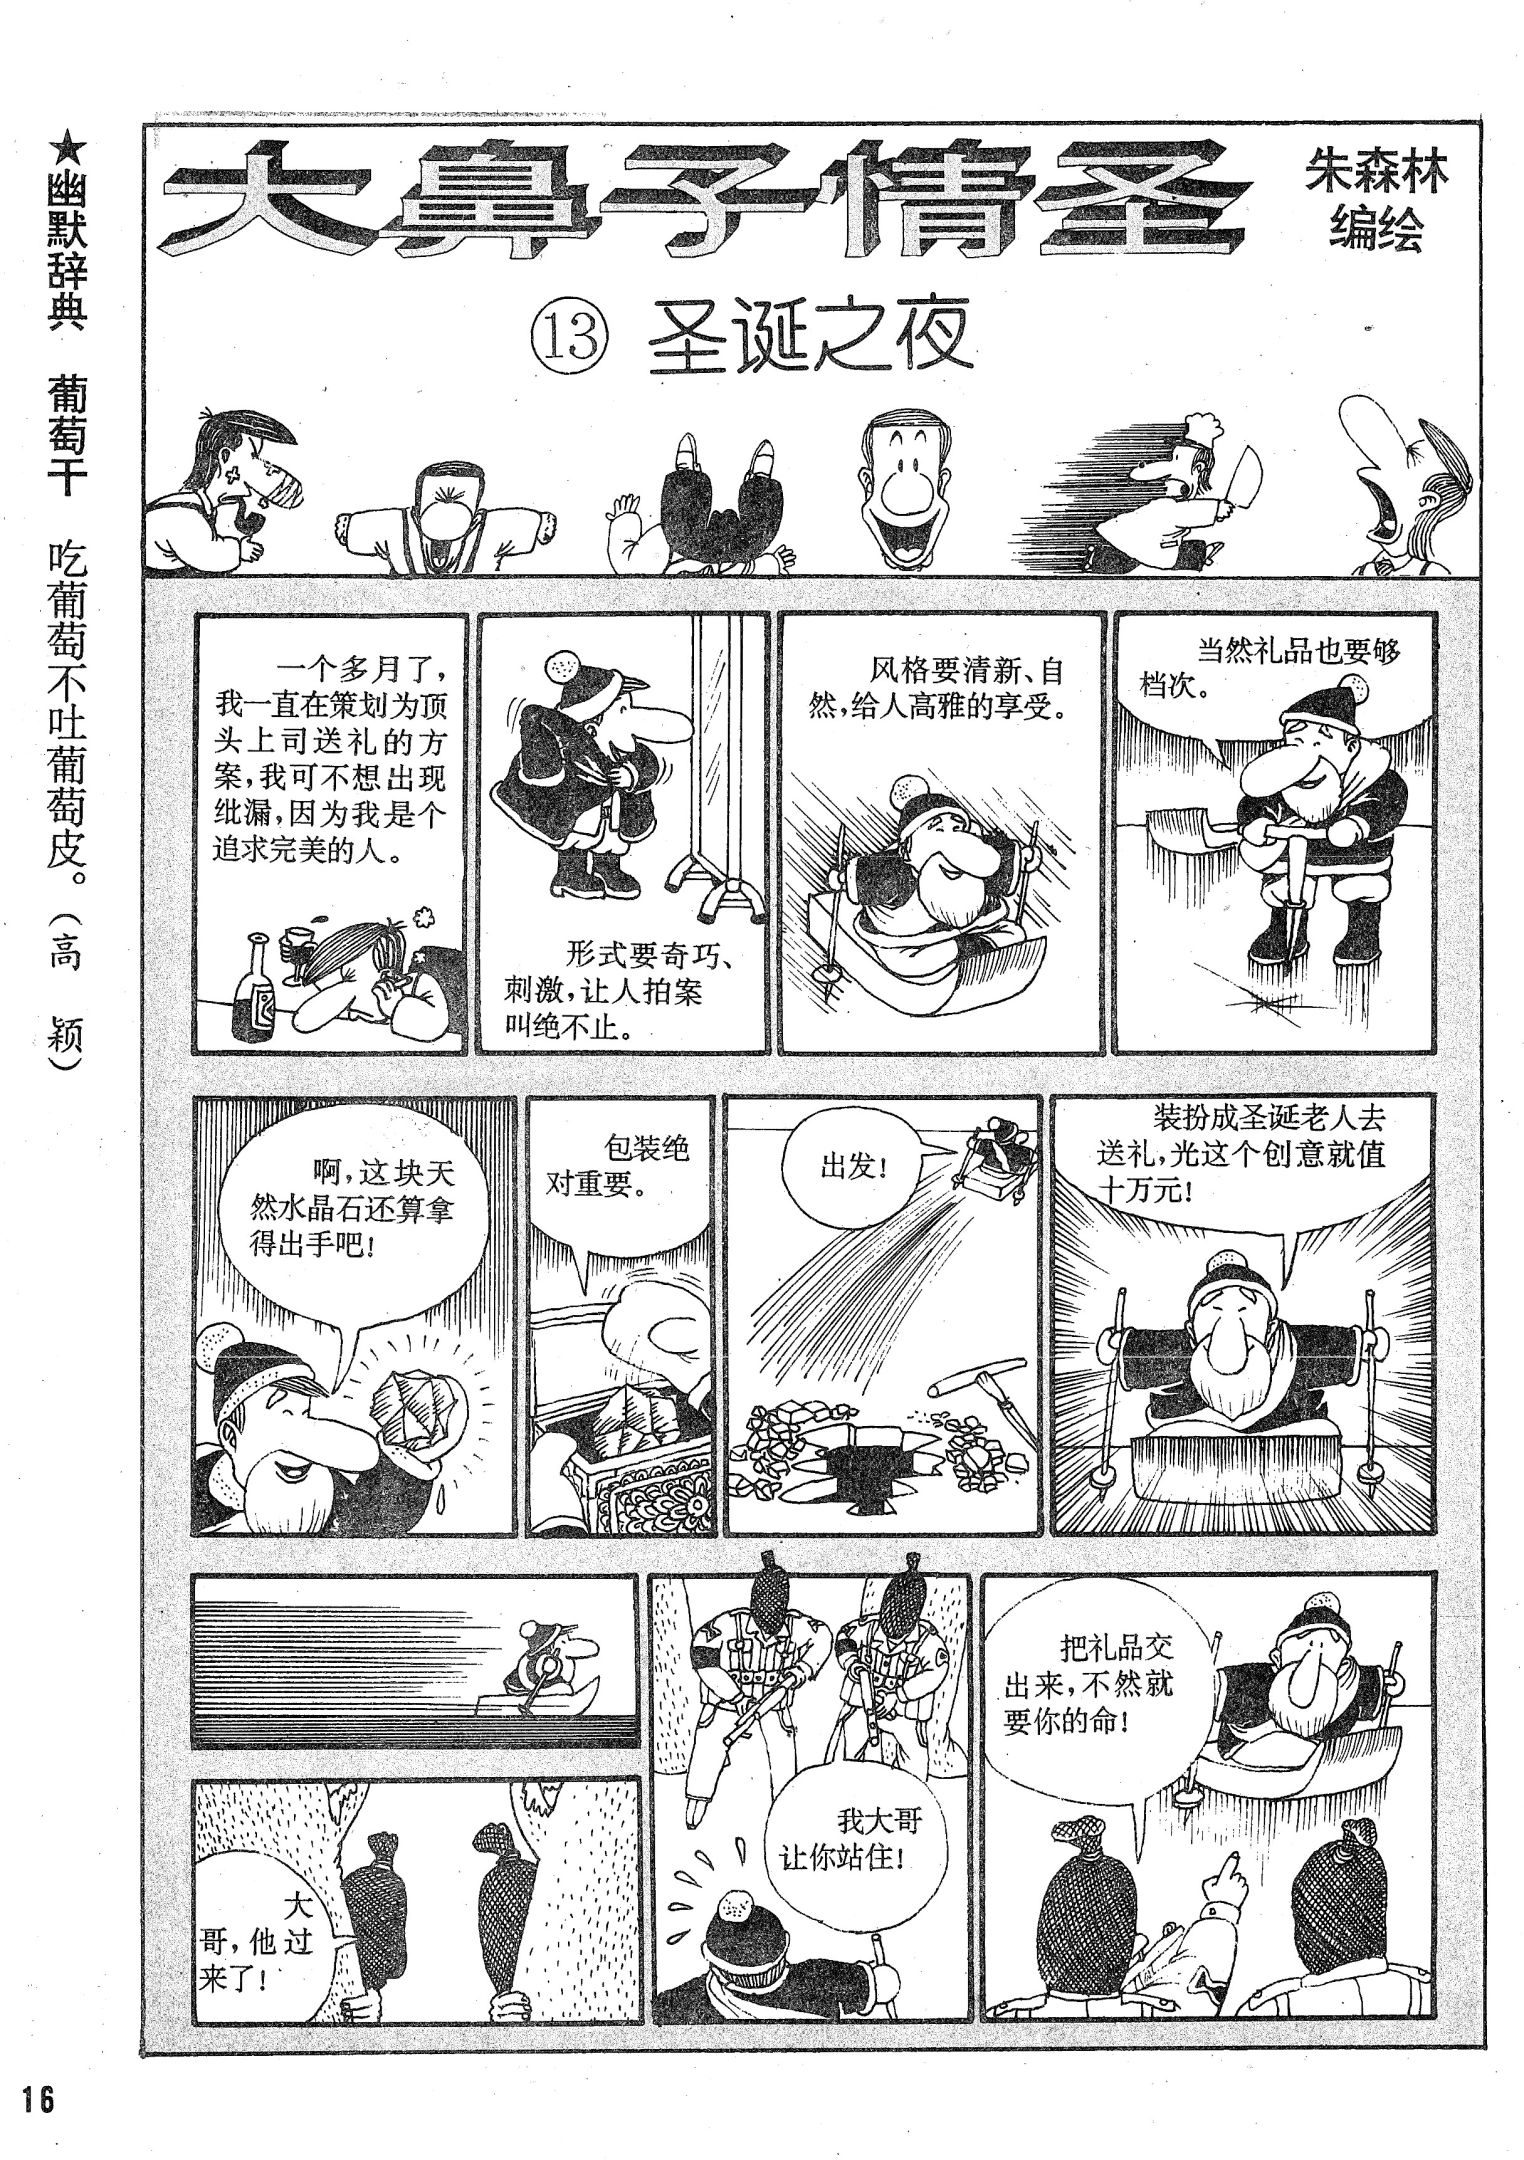 ★幽默辞典　葡萄干　吃葡萄不吐葡萄皮。（高　颖）
大鼻子情圣
朱森林
编绘
⑬ 圣诞之夜
一个多月了，
我一直在策划为顶
头上司送礼的方
案，我可不想出现
纰漏，因为我是个
追求完美的人。
形式要奇巧、
刺激，让人拍案
叫绝不止。
风格要清新、自
然，给人高雅的享受。
当然礼品也要够
档次。
啊，这块天
然水晶石还算拿
得出手吧！
包装绝
对重要。
出发！
装扮成圣诞老人去
送礼，光这个创意就值
十万元！
大
哥，他过
来了！
我大哥
让你站住！
把礼品交
出来，不然就
要你的命！
16